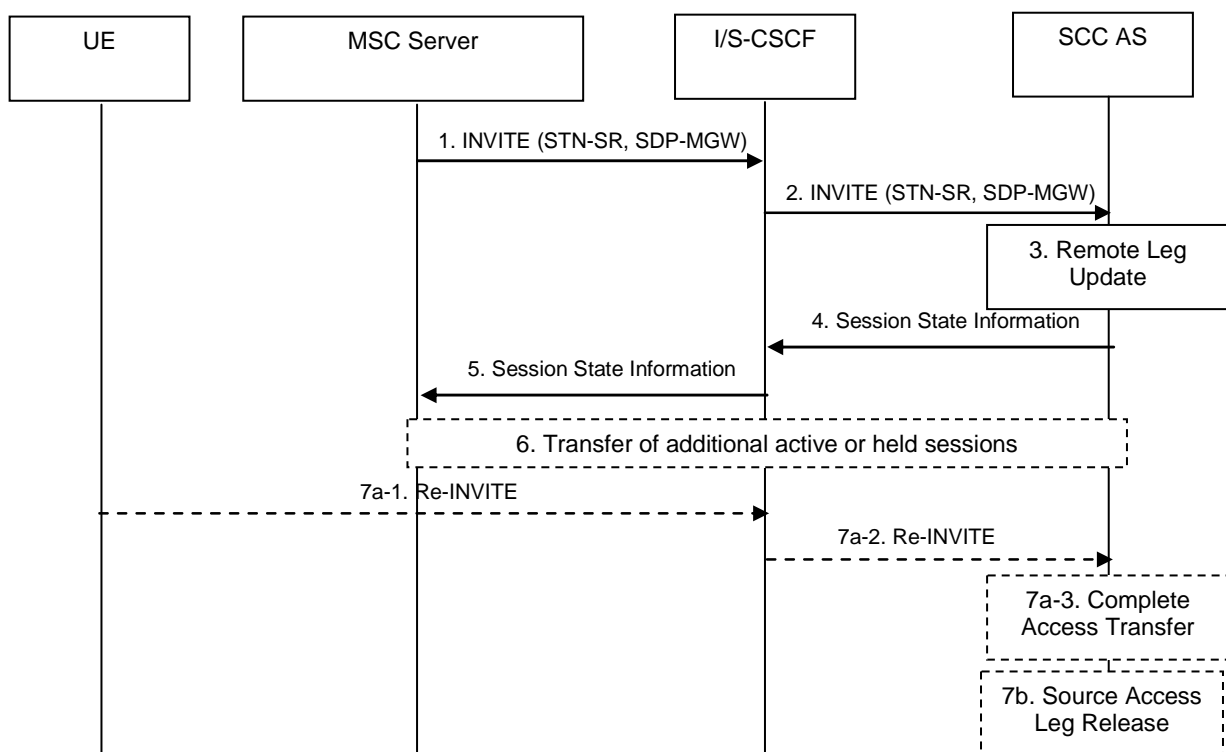 UE
MSC Server
I/S-CSCF
SCC AS
1. INVITE (STN-SR, SDP-MGW)
2. INVITE (STN-SR, SDP-MGW)
3. Remote Leg
Update
4. Session State Information
5. Session State Information
6. Transfer of additional active or held sessions
7a-1. Re-INVITE
7a-2. Re-INVITE
7a-3. Complete
Access Transfer
7b. Source Access
Leg Release